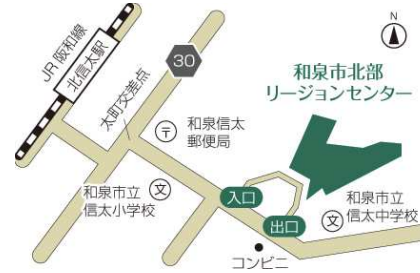 JR阪和線
北信太駅
太町交差点
30
N
和泉市北部
リージョンセンター
〒
和泉信太
郵便局
和泉市立
信太小学校
文
入口
出口
文
和泉市立
信太中学校
コンビニ